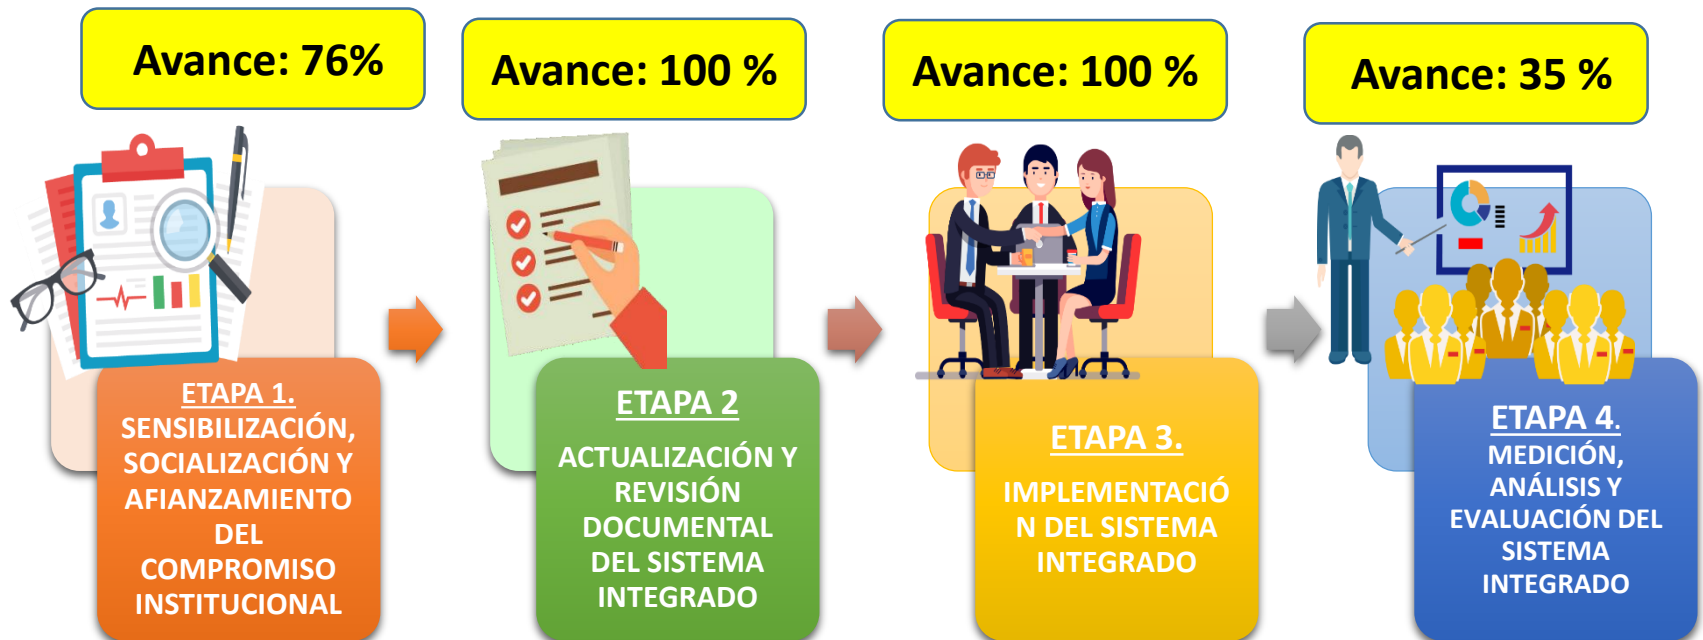 Avance: 76%
Avance: 100 %
Avance: 100 %
Avance: 35 %
ETAPA 1.
SENSIBILIZACIÓN,
SOCIALIZACIÓN Y
AFIANZAMIENTO
DEL
COMPROMISO
INSTITUCIONAL
ETAPA 2
ACTUALIZACIÓN Y
REVISIÓN
DOCUMENTAL
DEL SISTEMA
INTEGRADO
ETAPA 3.
IMPLEMENTACIÓ
N DEL SISTEMA
INTEGRADO
ETAPA 4.
MEDICIÓN,
ANÁLISIS Y
EVALUACIÓN DEL
SISTEMA
INTEGRADO